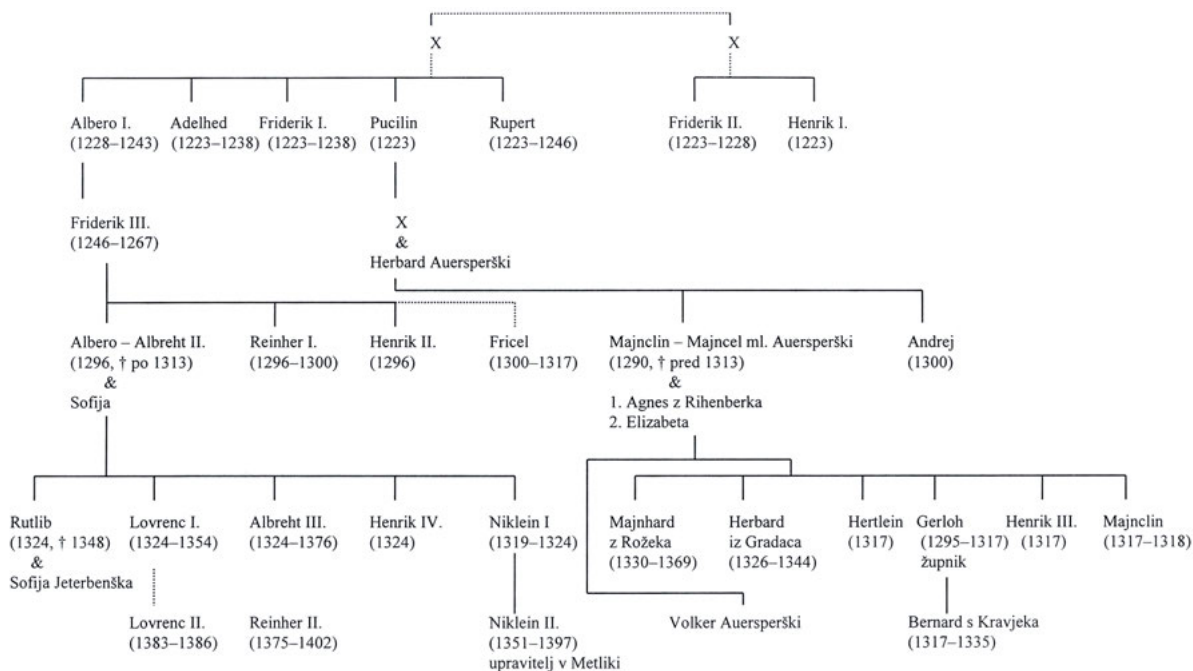 X X
Albero I. Adelhed Friderik I. Pucilin Rupert Friderik II. Henrik I.
(1228–1243) (1223–1238) (1223–1238) (1223) (1223–1246) (1223–1228) (1223)
Friderik III. X
(1246–1267) &
Herbard Auersperški
Albero – Albreht II. Reinher I. Henrik II. Fricel Majnclin – Majncel ml. Auersperški Andrej
(1296, † po 1313) (1296–1300) (1296) (1300–1317) (1290, † pred 1313) (1300)
& &
Sofija 1. Agnes z Rihenberka
2. Elizabeta
Rutlib Lovrenc I. Albreht III. Henrik IV. Niklein I Majnhard Herbard Hertlein Gerloh Henrik III. Majnclin
(1324, † 1348) (1324–1354) (1324–1376) (1324) (1319–1324) z Rožeka iz Gradaca (1317) (1295–1317) (1317) (1317–1318)
& (1330–1369) (1326–1344) župnik
Sofija Jeterbenška
Lovrenc II. Reinher II. Niklein II. Volker Auersperški Bernard s Kravjeka
(1383–1386) (1375–1402) (1351–1397) (1317–1335)
upravitelj v Metliki